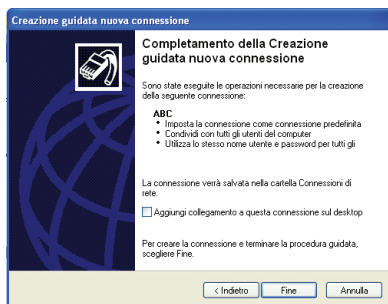 Creazione guidata nuova connessione
Completamento della Creazione
guidata nuova connessione
Sono state eseguite le operazioni necessarie per la creazione
della seguente connessione:
ABC
• Imposta la connessione come connessione predefinita
• Condividi con tutti gli utenti del computer
• Utilizza lo stesso nome utente e password per tutti gli
La connessione verrà salvata nella cartella Connessioni di
rete.
Aggiungi collegamento a questa connessione sul desktop
Per creare la connessione e terminare la procedura guidata,
scegliere Fine.
< Indietro
Fine
Annulla